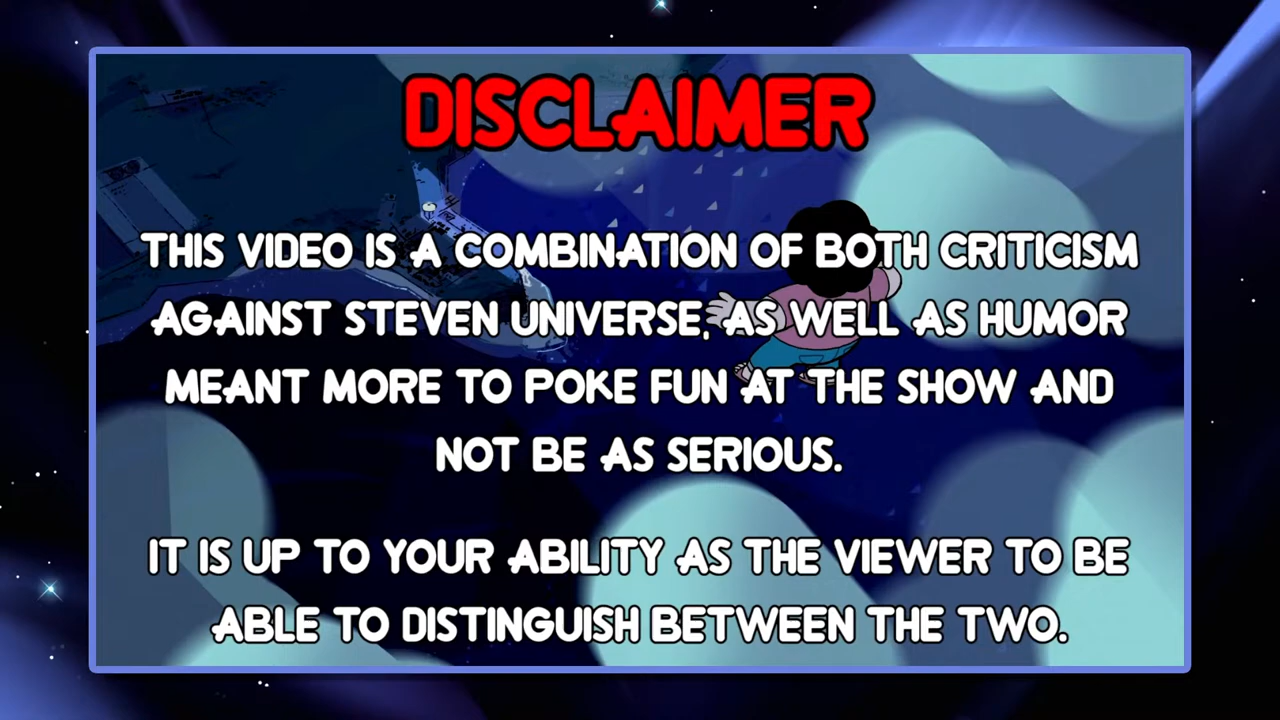 DISCLAIMER
THIS VIDEO IS A COMBINATION OF BOTH CRITICISM
AGAINST STEVEN UNIVERSE, AS WELL AS HUMOR
MEANT MORE TO POKE FUN AT THE SHOW AND
NOT BE AS SERIOUS.
IT IS UP TO YOUR ABILITY AS THE VIEWER TO BE
ABLE TO DISTINGUISH BETWEEN THE TWO.